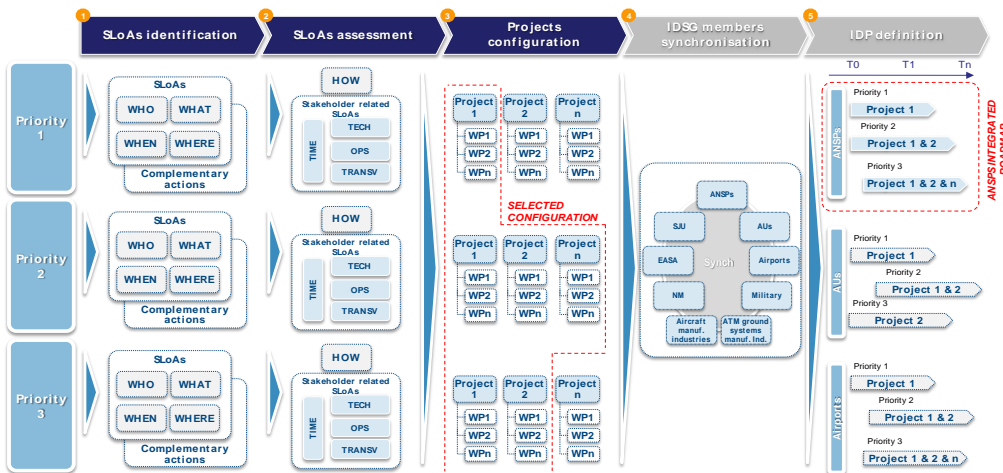 1
SLoAs identification
2
SLoAs assessment
3
Projects
configuration
4
IDSG members
synchronisation
5
IDP definition
T0 T1 Tn
Priority
1
SLoAs
WHO WHAT
WHEN WHERE
Complementary
actions
HOW
Stakeholder related
SLoAs
TIME
TECH
OPS
TRANSV
Project
1
Project
2
Project
n
WP1 WP1 WP1
WP2 WP2 WP2
WPn WPn WPn
SELECTED
CONFIGURATION
Priority
2
SLoAs
WHO WHAT
WHEN WHERE
Complementary
actions
HOW
Stakeholder related
SLoAs
TIME
TECH
OPS
TRANSV
Project
1
Project
2
Project
n
WP1 WP1 WP1
WP2 WP2 WP2
WPn WPn WPn
Priority
3
SLoAs
WHO WHAT
WHEN WHERE
Complementary
actions
HOW
Stakeholder related
SLoAs
TIME
TECH
OPS
TRANSV
Project
1
Project
2
Project
n
WP1 WP1 WP1
WP2 WP2 WP2
WPn WPn WPn
ANSPs
SJU
AUs
EASA
Synch
Airports
NM
Military
Aircraft
manuf.
industries
ATM ground
systems
manuf. Ind.
ANSPs
Priority 1
Project 1
Priority 2
Project 1 & 2
Priority 3
Project 1 & 2 & n
ANSPS INTEGRATED
ROADMAP
AUs
Priority 1
Project 1
Priority 2
Project 1 & 2
Priority 3
Project 2
Airports
Priority 1
Project 1
Priority 2
Project 1 & 2
Priority 3
Project 1 & 2 & n